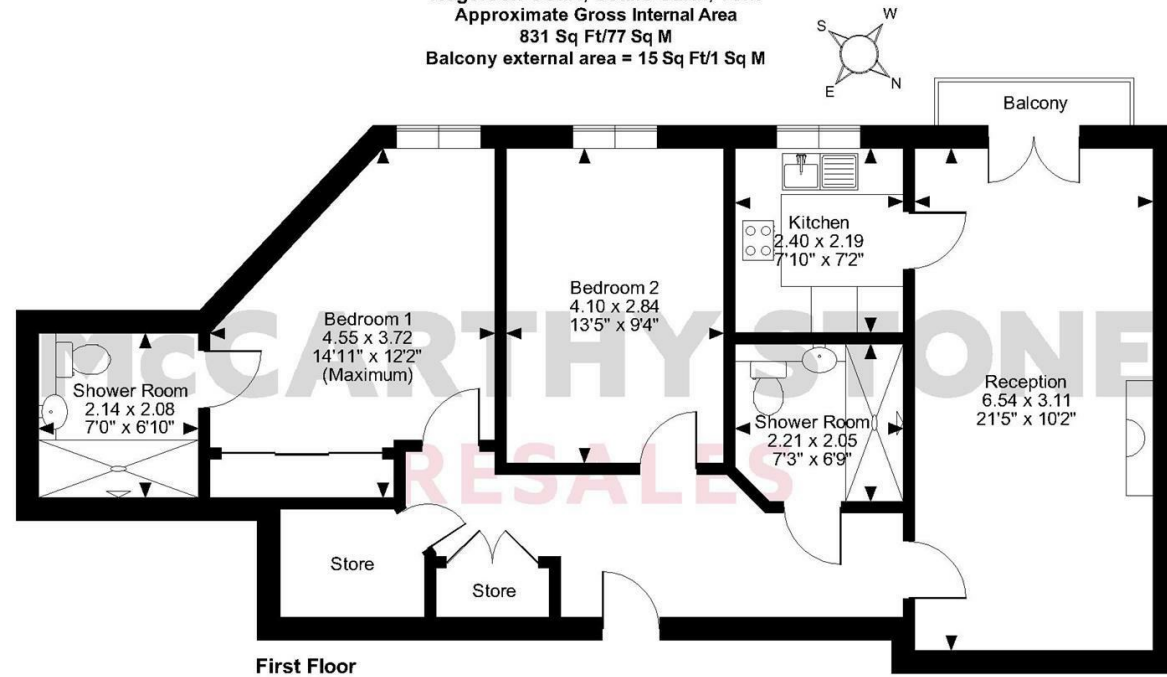 Approximate Gross Internal Area
831 Sq Ft/77 Sq M
Balcony external area = 15 Sq Ft/1 Sq M
S
W
E
N
Balcony
Kitchen
2.40 x 2.19
7'10" x 7'2"
Bedroom 2
4.10 x 2.84
13'5" x 9'4"
Bedroom 1
4.55 x 3.72
14'11" x 12'2"
(Maximum)
McCARTHY STONE
RESALES
Shower Room
2.14 x 2.08
7'0" x 6'10"
Reception
6.54 x 3.11
21'5" x 10'2"
Shower Room
2.21 x 2.05
7'3" x 6'9"
Store
Store
First Floor